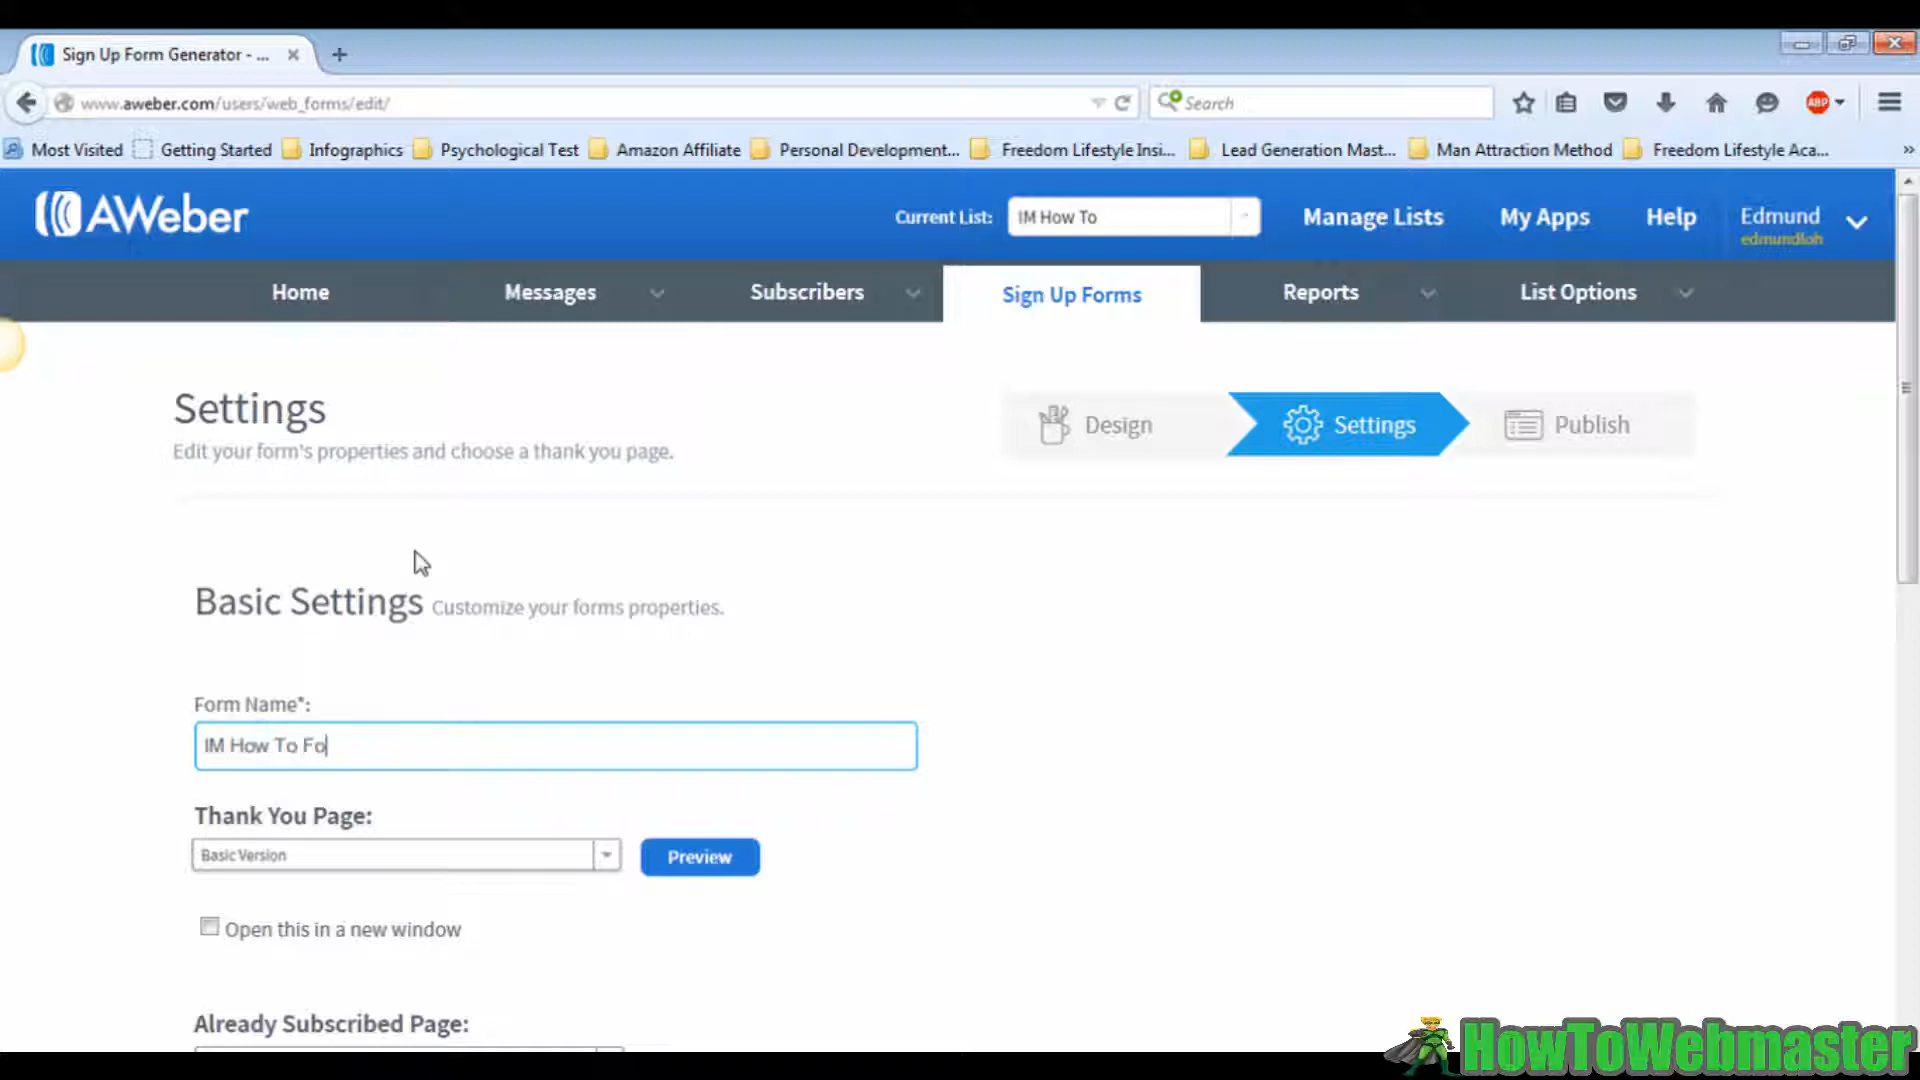 Sign Up Form Generator - ...
www.aweber.com/users/web_forms/edit/
Search
ABP
Most Visited Getting Started Infographics Psychological Test Amazon Affiliate Personal Development... Freedom Lifestyle Insi... Lead Generation Mast... Man Attraction Method Freedom Lifestyle Aca... »
AWeber
Current List: IM How To
Manage Lists My Apps Help Edmund
edmundloh
Home Messages Subscribers Sign Up Forms Reports List Options
Settings
Edit your form's properties and choose a thank you page.
Design Settings Publish
Basic Settings Customize your forms properties.
Form Name*:
IM How To Fo
Thank You Page:
Basic Version
Preview
Open this in a new window
Already Subscribed Page:
HowToWebmaster